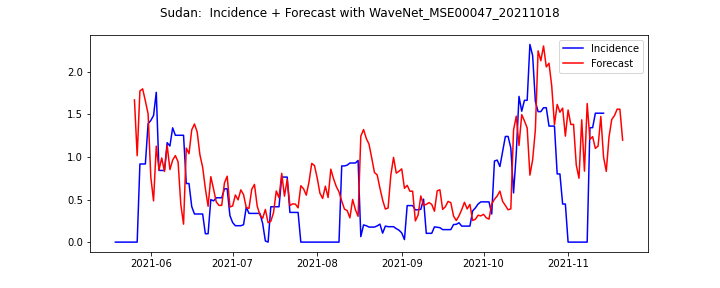 Sudan:  Incidence + Forecast with WaveNet_MSE00047_20211018
Incidence
Forecast
2.0
1.5
1.0
0.5
0.0
2021-06 2021-07 2021-08 2021-09 2021-10 2021-11